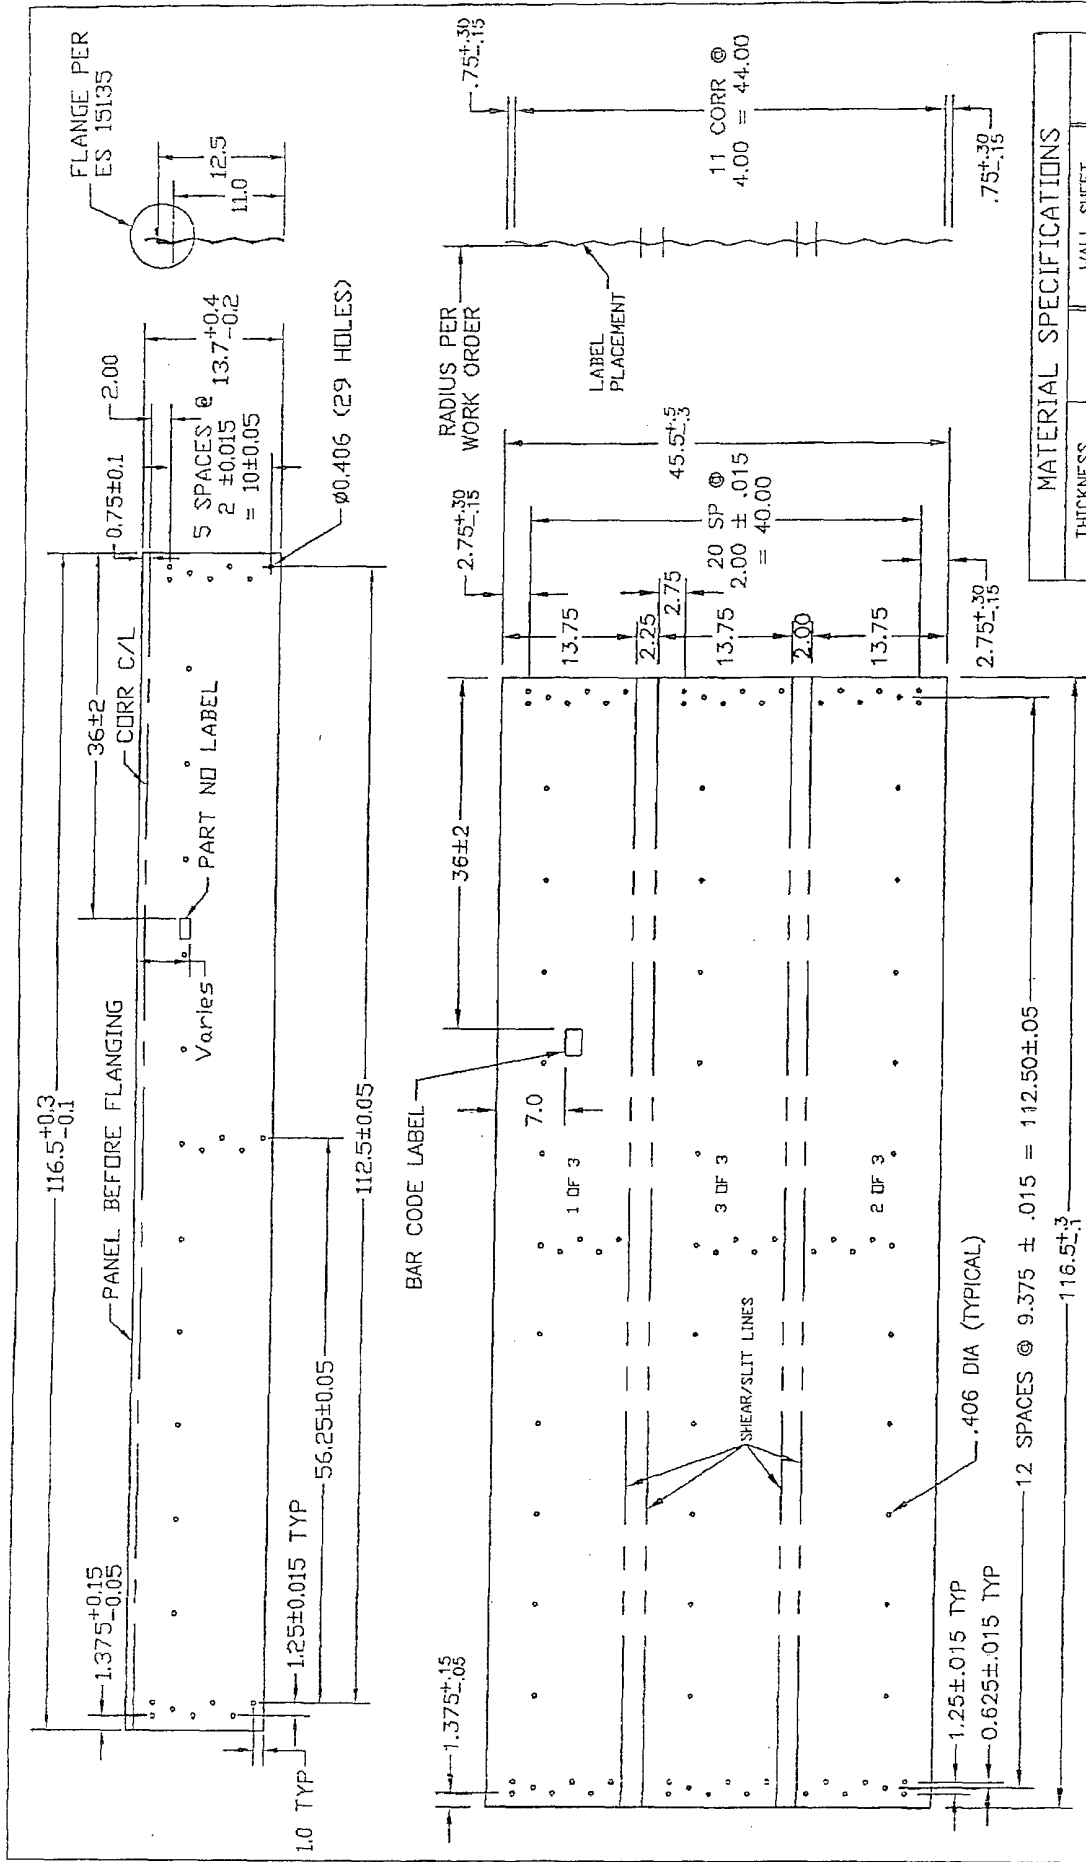 FLANGE PER
ES 15135
12.5
11.0
116.5+0.3
-0.1
36±2
0.75±0.1
2.00
PANEL BEFORE FLANGING
CORR C/L
5 SPACES @
2 ±0.015
= 10±0.05
13.7+0.4
-0.2
1.375+0.15
-0.05
Varies
PART NO LABEL
ø0.406 (29 HOLES)
1.0 TYP
1.25±0.015 TYP
56.25±0.05
112.5±0.05
BAR CODE LABEL
36±2
2.75+.30
-.15
RADIUS PER
WORK ORDER
.75+.30
-.15
1.375+.15
-.05
7.0
13.75
2.25
2.75
13.75
2.00
13.75
20 SP @
2.00 ± .015
= 40.00
45.5+.5
-.3
LABEL
PLACEMENT
11 CORR @
4.00 = 44.00
1 OF 3
3 OF 3
2 OF 3
SHEAR/SLIT LINES
.406 DIA (TYPICAL)
2.75+.30
-.15
.75+.30
-.15
1.25±.015 TYP
0.625±.015 TYP
12 SPACES @ 9.375 ± .015 = 112.50±.05
116.5+.3
-.1
MATERIAL SPECIFICATIONS
THICKNESS
WALL SHEET